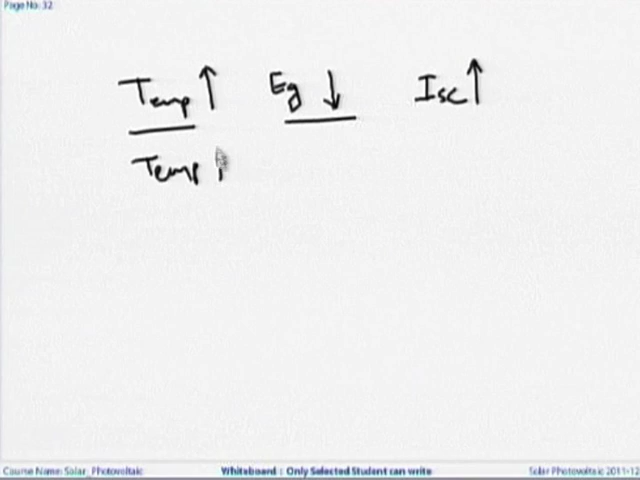 Page No: 32
Temp ↑ Eg ↓ Isc ↑
Temp
Course Name: Solar_Photovoltaic Whiteboard : Only Selected Student can write Solar Photovoltaic 2011-12